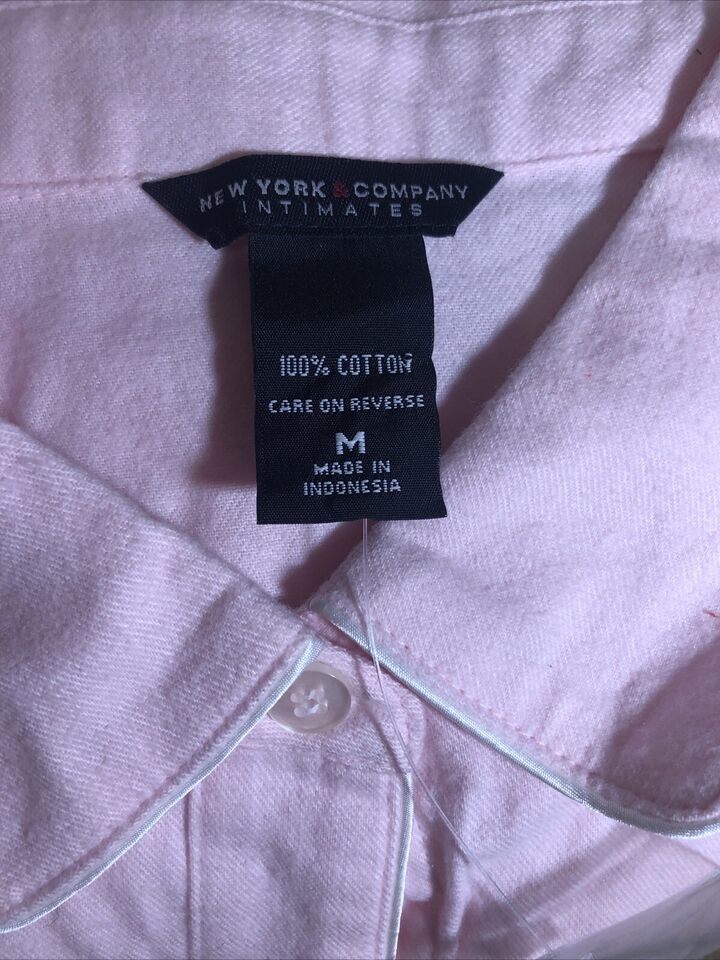 NEW YORK & COMPANY
INTIMATES
100% COTTON
CARE ON REVERSE
M
MADE IN
INDONESIA